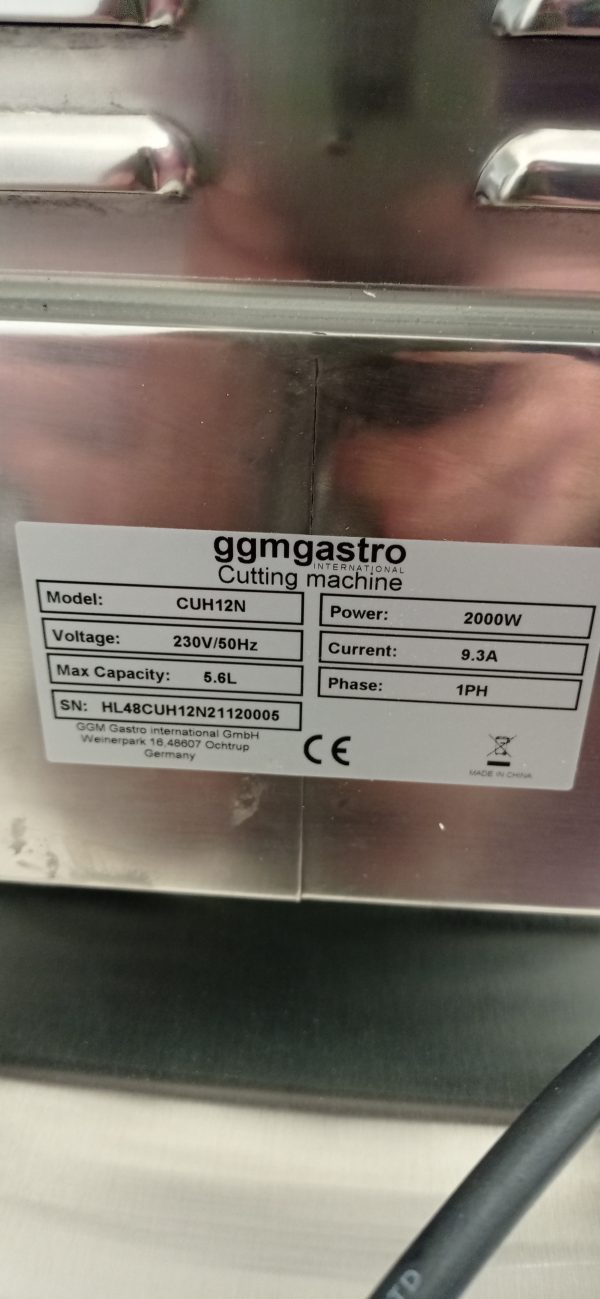 ggmgastro
INTERNATIONAL
Cutting machine
Model: CUH12N
Power: 2000W
Voltage: 230V/50Hz
Current: 9.3A
Max Capacity: 5.6L
Phase: 1PH
SN: HL48CUH12N21120005
GGM Gastro international GmbH
Weinerpark 16,48607 Ochtrup
Germany
CE
MADE IN CHINA
TD